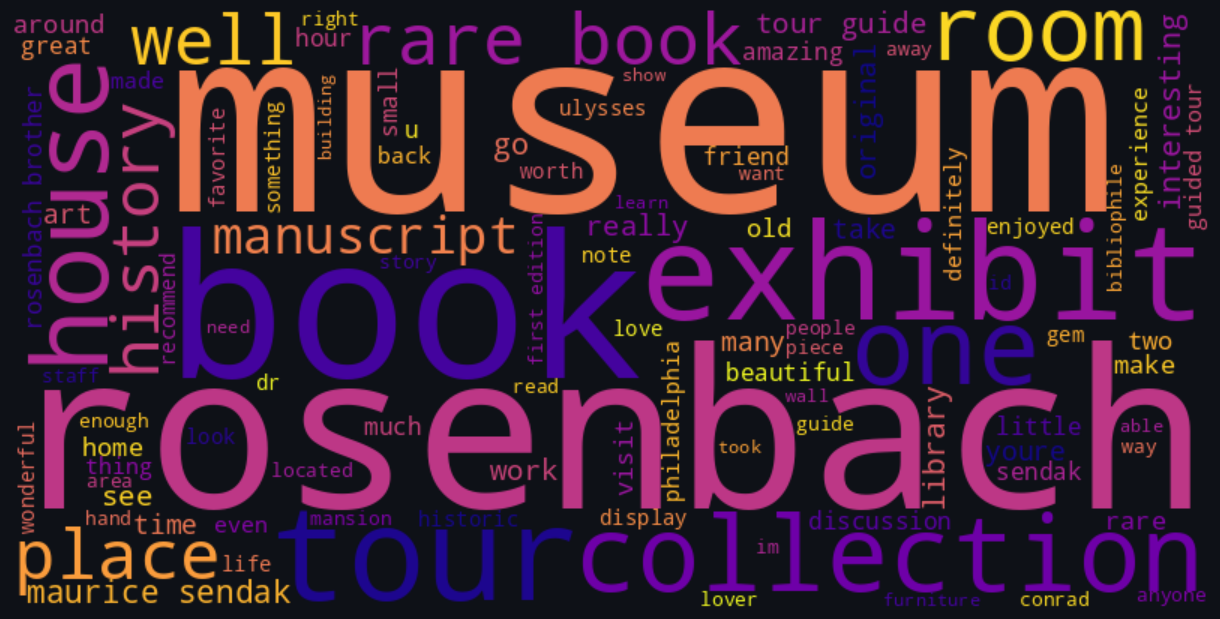 around
great
well
right
hour
rare book
tour guide
amazing
away
room
interesting
house
made
museum
small
show
building
ulysses
original
favorite
something
u
back
go
worth
friend
want
experience
guided tour
rosenbach brother
history
art
learn
definitely
bibliophile
manuscript
really
old
take
enjoyed
recommend
story
first edition
note
exhibit
id
book
need
love
many
people
piece
one
gem
two
make
staff
dr
read
philadelphia
beautiful
wall
rosenbach
enough
home
look
much
thing
area
see
located
work
visit
took
guide
library
little
youre
sendak
able
way
wonderful
hand
time
even
mansion
historic
display
discussion
rare
place
life
tour
collection
im
maurice sendak
lover
furniture
conrad
anyone